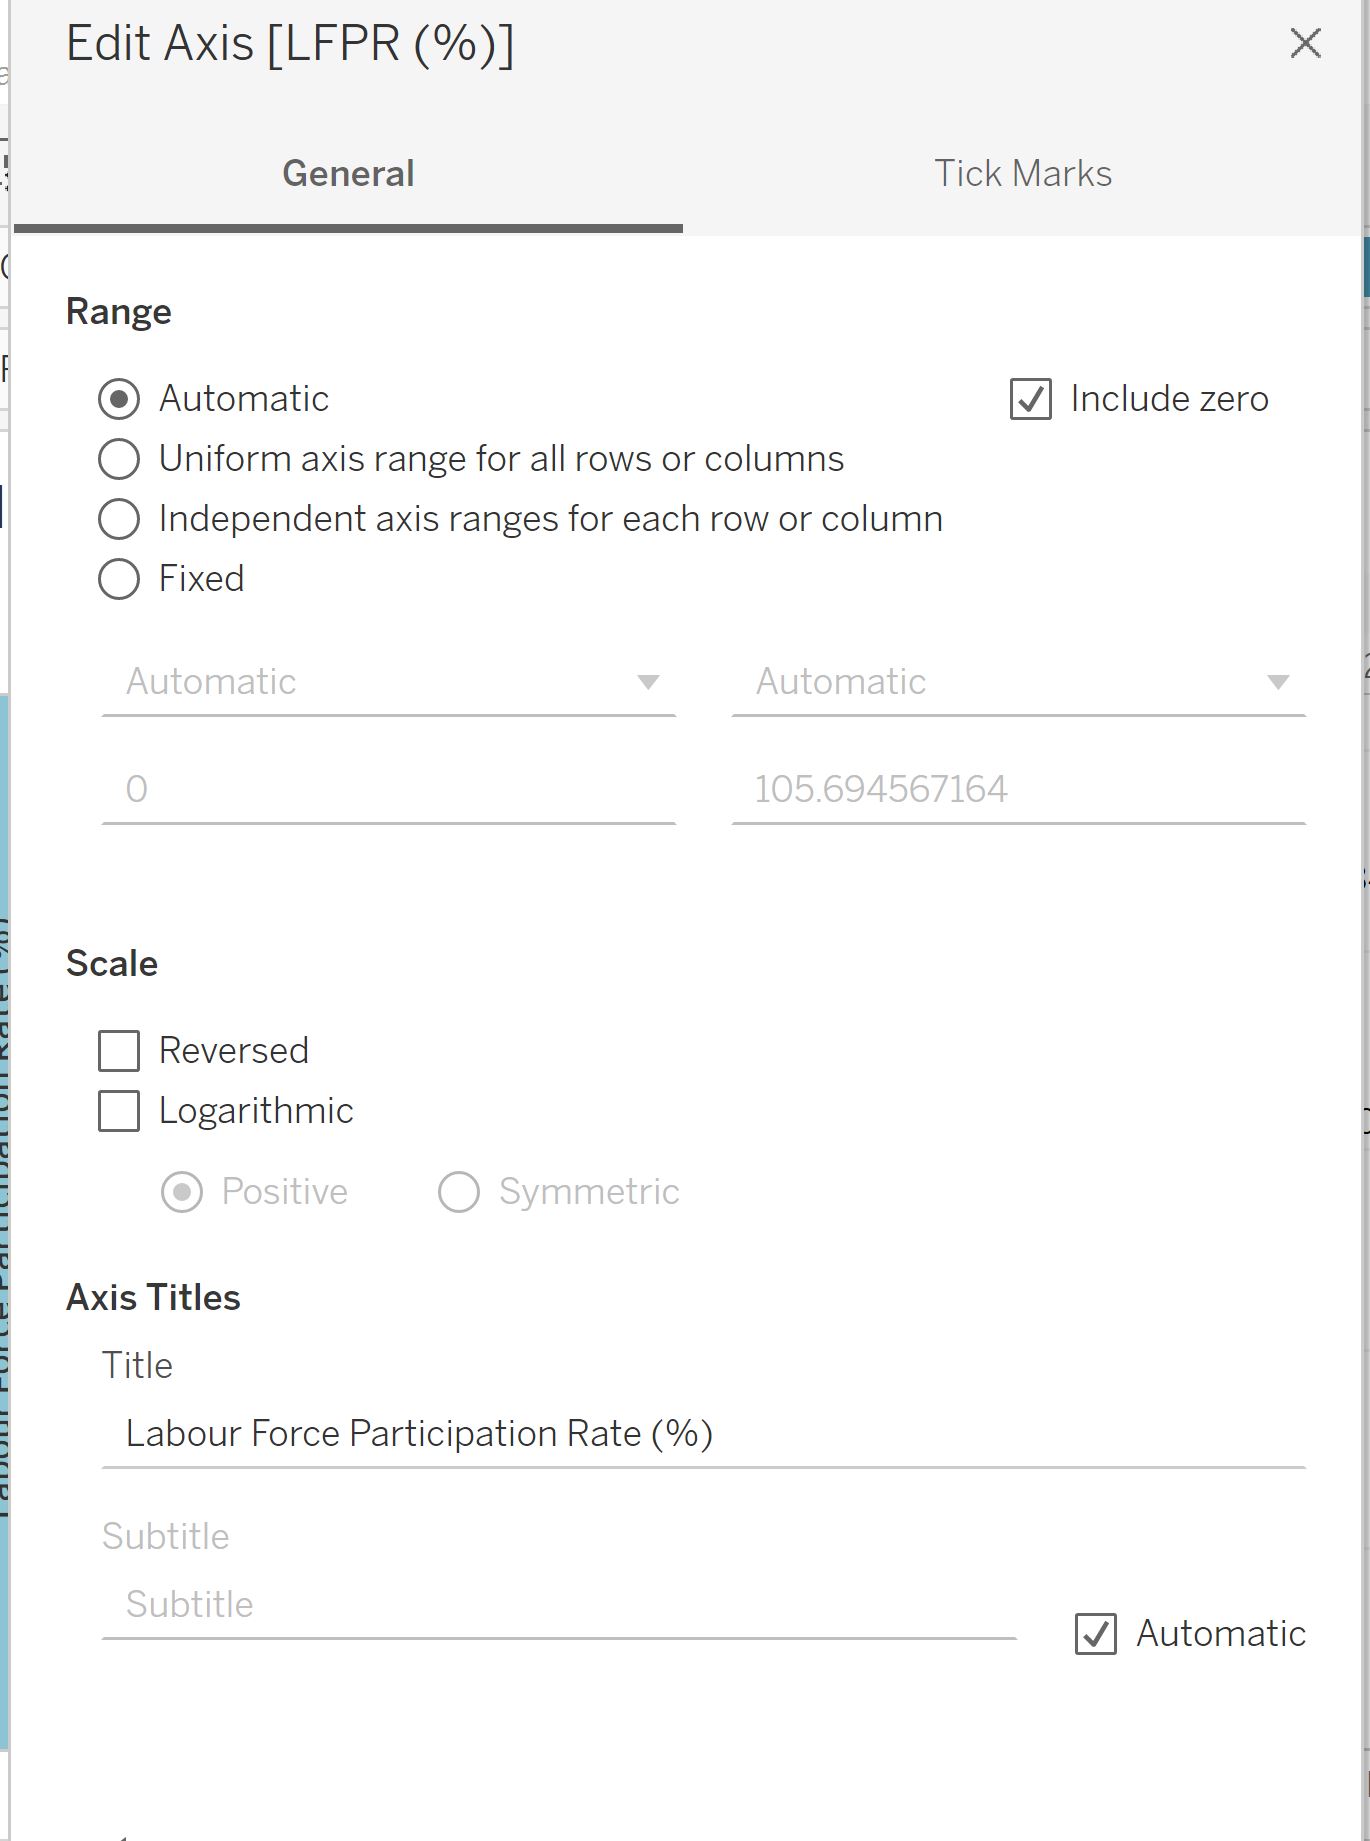 Edit Axis [LFPR (%)]
General
Tick Marks
Range
Automatic
Include zero
Uniform axis range for all rows or columns
Independent axis ranges for each row or column
Fixed
Automatic
Automatic
0
105.694567164
Scale
Reversed
Logarithmic
Positive
Symmetric
Axis Titles
Title
Labour Force Participation Rate (%)
Subtitle
Subtitle
Automatic